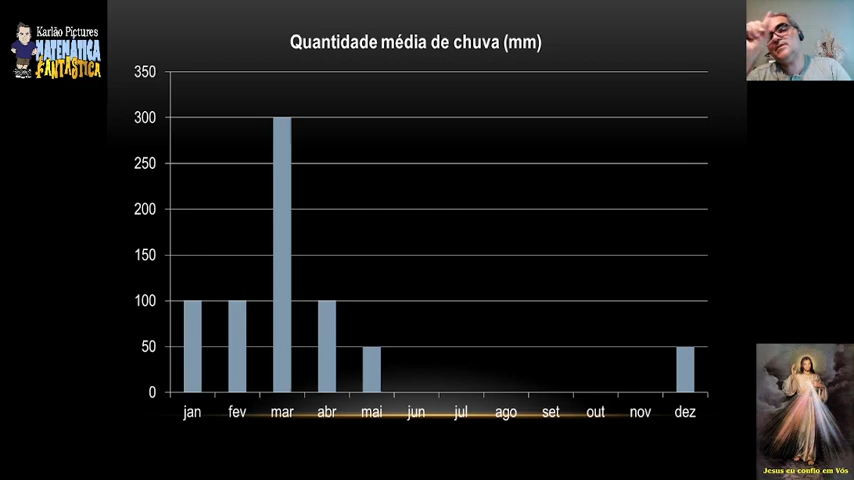 Karlão Pictures
MATEMÁTICA
FANTÁSTICA
Quantidade média de chuva (mm)
350
300
250
200
150
100
50
0
jan fev mar abr mai jun jul ago set out nov dez
Jesus eu confio em Vós